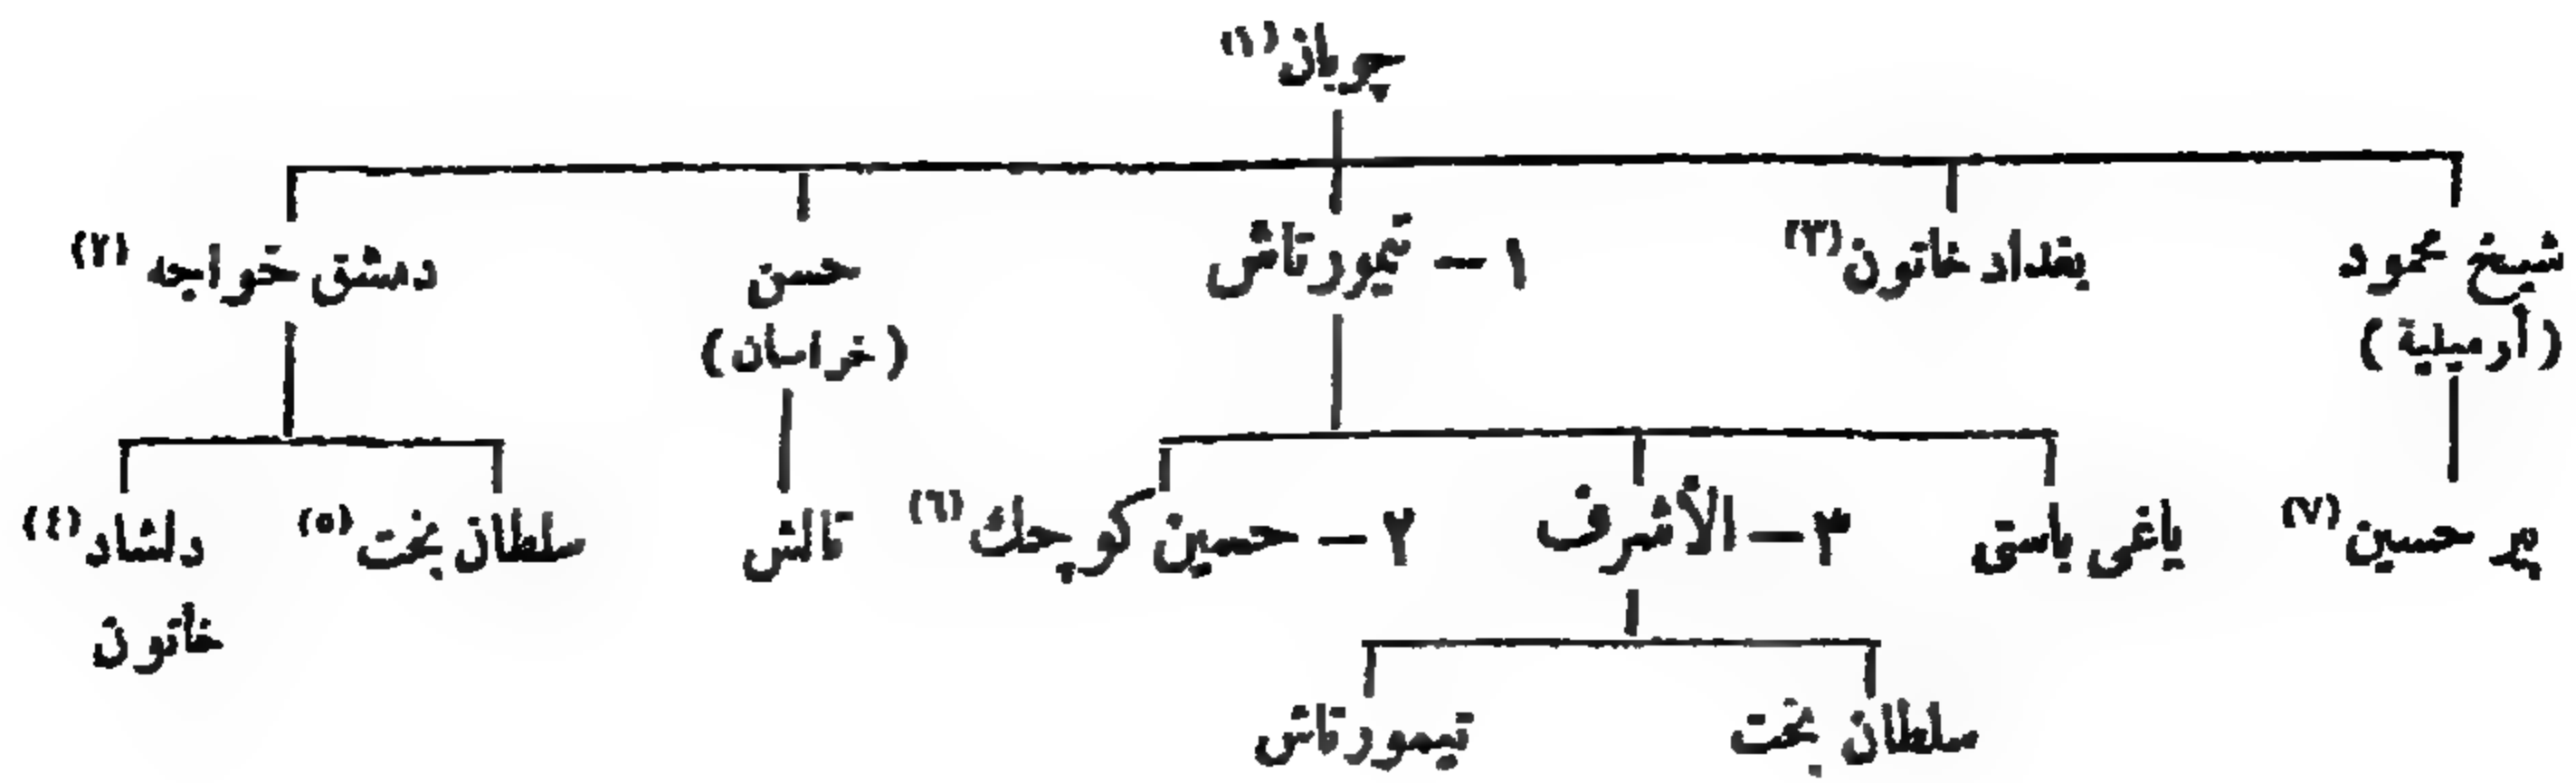 چوبان (١)
شيخ محمود
(أرمينية)
بغداد خاتون (٣)
١ - تيمورتاش
حسن
(خراسان)
دمشق خواجه (٢)
پير حسين (٧)
ياغى باستى
٣ - الأشرف
٢ - حسين كوچك (٦)
تالش
سلطان بخت (٥)
دلشاد (٤)
خاتون
سلطان بخت
تيمورتاش